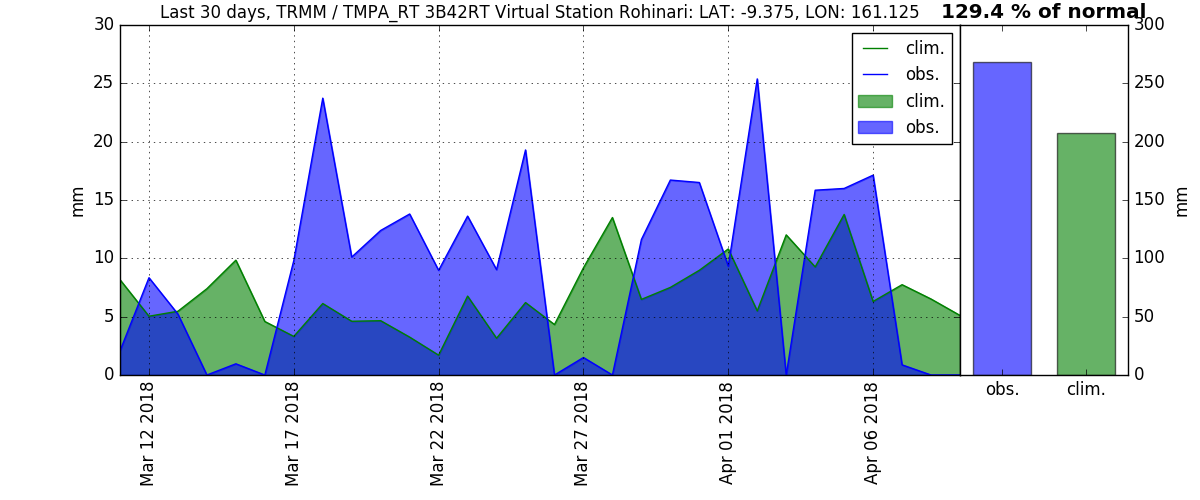 Last 30 days, TRMM / TMPA_RT 3B42RT Virtual Station Rohinari: LAT: -9.375, LON: 161.125 129.4 % of normal
30
25
20
15
10
5
0
mm
clim.
obs.
clim.
obs.
300
250
200
150
100
50
0
mm
Mar 12 2018
Mar 17 2018
Mar 22 2018
Mar 27 2018
Apr 01 2018
Apr 06 2018
obs.
clim.